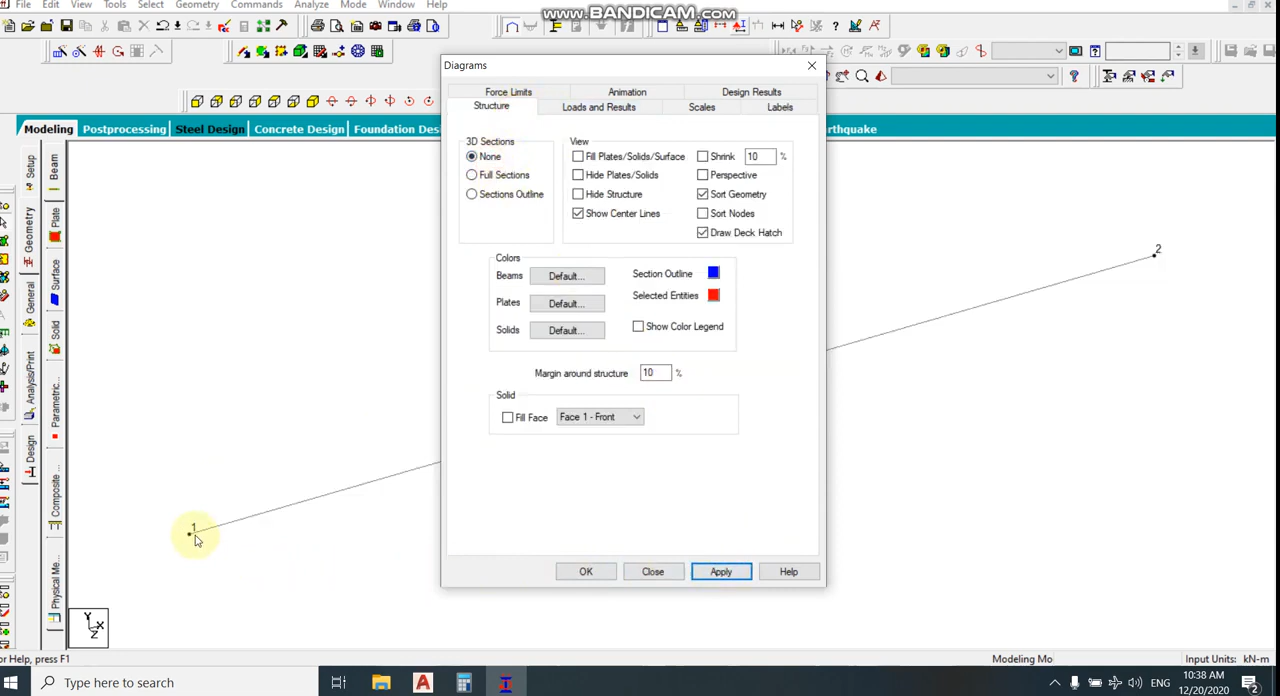 File Edit View Tools Select Geometry Commands Analyze Mode Window Help
www.BANDICAM.com
Modeling Postprocessing Steel Design Concrete Design Foundation Des arthquake
Setup
Geometry
General
Analysis/Print
Design
Beam
Plate
Surface
Solid
Parametric...
Composite ...
Physical Me...
Diagrams
Force Limits Animation Design Results
Structure Loads and Results Scales Labels
3D Sections
None
Full Sections
Sections Outline
View
Fill Plates/Solids/Surface Shrink 10 %
Hide Plates/Solids Perspective
Hide Structure Sort Geometry
Show Center Lines Sort Nodes
Draw Deck Hatch
Colors
Beams Default... Section Outline
Plates Default... Selected Entities
Solids Default... Show Color Legend
Margin around structure 10 %
Solid
Fill Face Face 1 - Front
OK Close Apply Help
2
1
Y
X
Z
or Help, press F1 Modeling Mo Input Units: kN-m
Type here to search
10:38 AM
12/20/2020
2